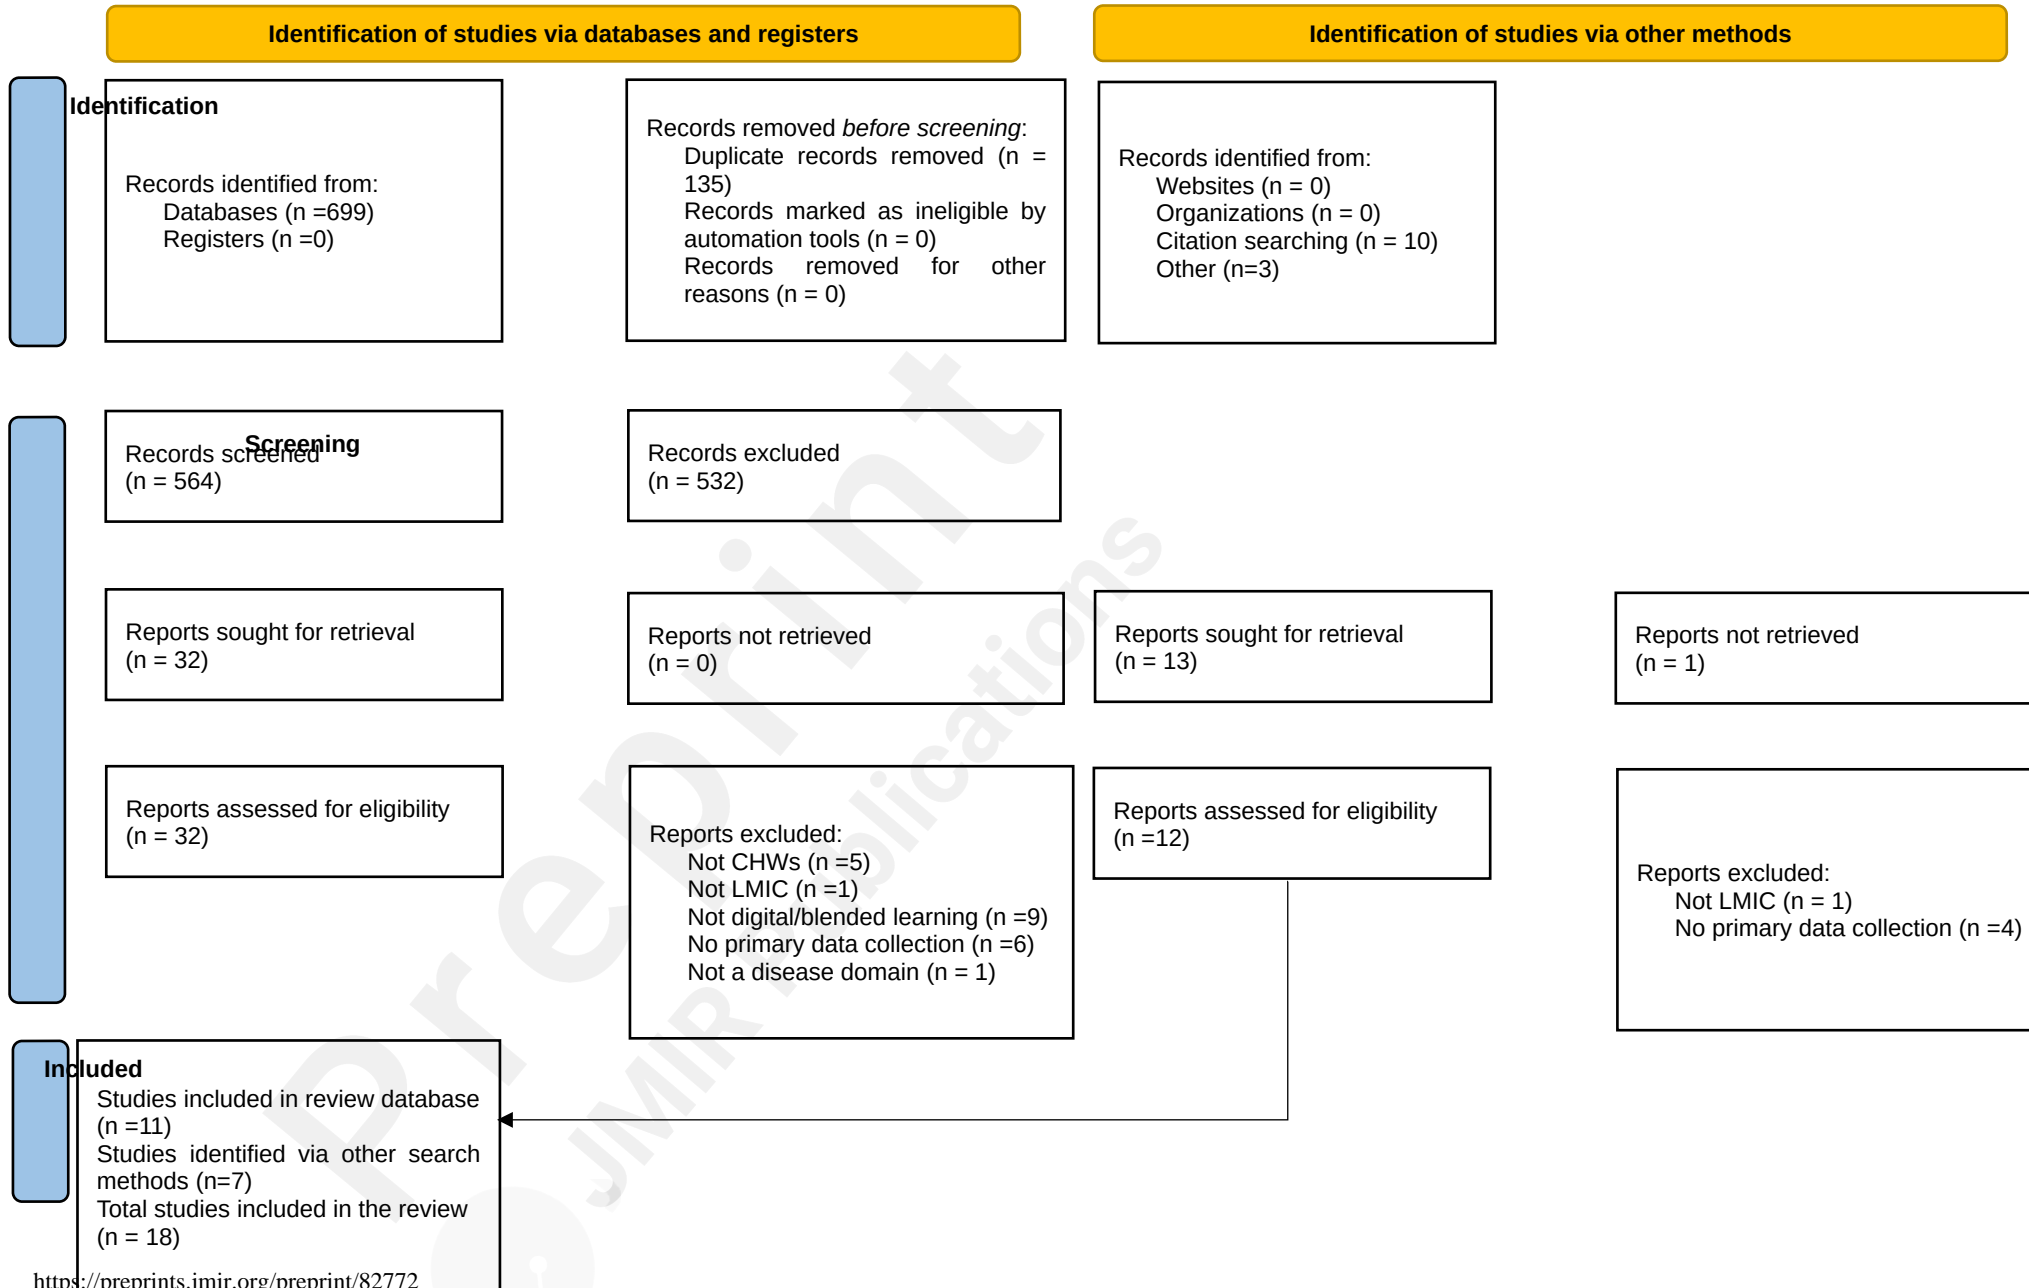 Identification of studies via databases and registers
Identification of studies via other methods
Identification
Records identified from:
Databases (n =699)
Registers (n =0)
Records removed before screening:
Duplicate records removed (n =
135)
Records marked as ineligible by
automation tools (n = 0)
Records removed for other
reasons (n = 0)
Records identified from:
Websites (n = 0)
Organizations (n = 0)
Citation searching (n = 10)
Other (n=3)
Screening
Records screened
(n = 564)
Records excluded
(n = 532)
Reports sought for retrieval
(n = 32)
Reports not retrieved
(n = 0)
Reports sought for retrieval
(n = 13)
Reports not retrieved
(n = 1)
Reports assessed for eligibility
(n = 32)
Reports excluded:
Not CHWs (n =5)
Not LMIC (n =1)
Not digital/blended learning (n =9)
No primary data collection (n =6)
Not a disease domain (n = 1)
Reports assessed for eligibility
(n =12)
Reports excluded:
Not LMIC (n = 1)
No primary data collection (n =4)
Included
Studies included in review database
(n =11)
Studies identified via other search
methods (n=7)
Total studies included in the review
(n = 18)
https://preprints.jmir.org/preprint/82772
Preprint
JMIR Publications